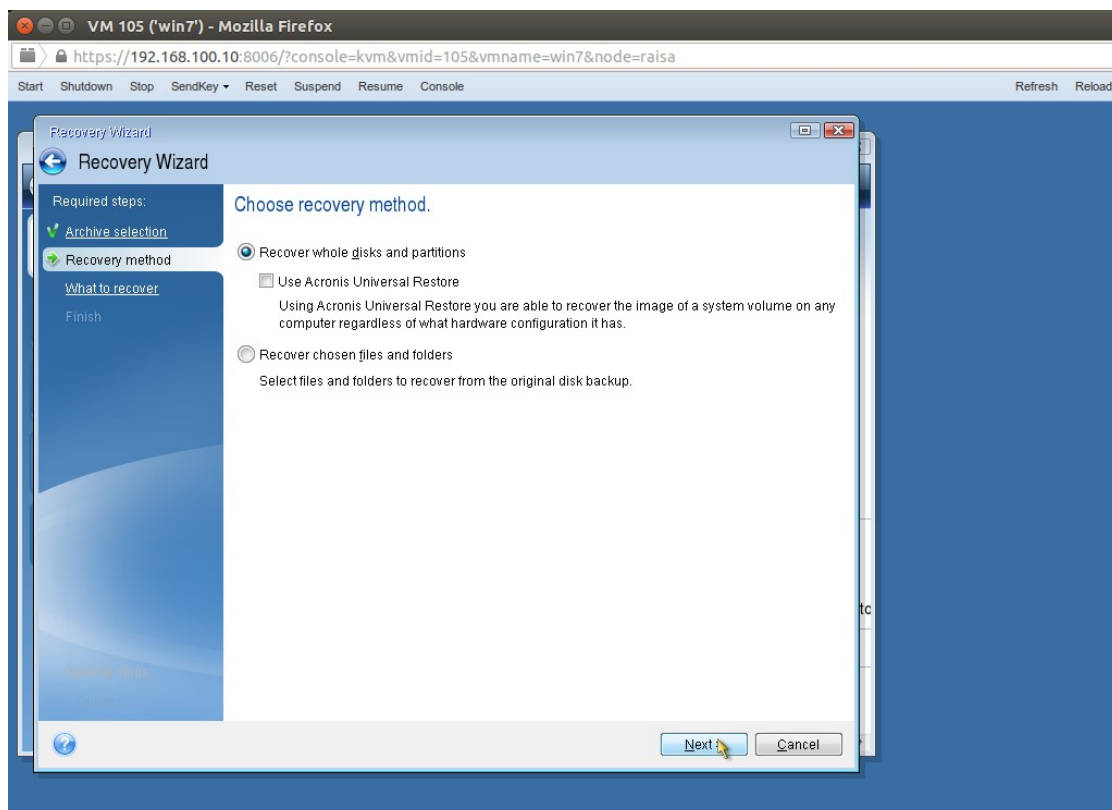 VM 105 ('win7') - Mozilla Firefox
https://192.168.100.10:8006/?console=kvm&vmid=105&vmname=win7&node=raisa
Start Shutdown Stop SendKey Reset Suspend Resume Console Refresh Reload
Recovery Wizard
Recovery Wizard
Required steps:
Archive selection
Recovery method
What to recover
Finish
Choose recovery method.
Recover whole disks and partitions
Use Acronis Universal Restore
Using Acronis Universal Restore you are able to recover the image of a system volume on any
computer regardless of what hardware configuration it has.
Recover chosen files and folders
Select files and folders to recover from the original disk backup.
to
Next
Cancel